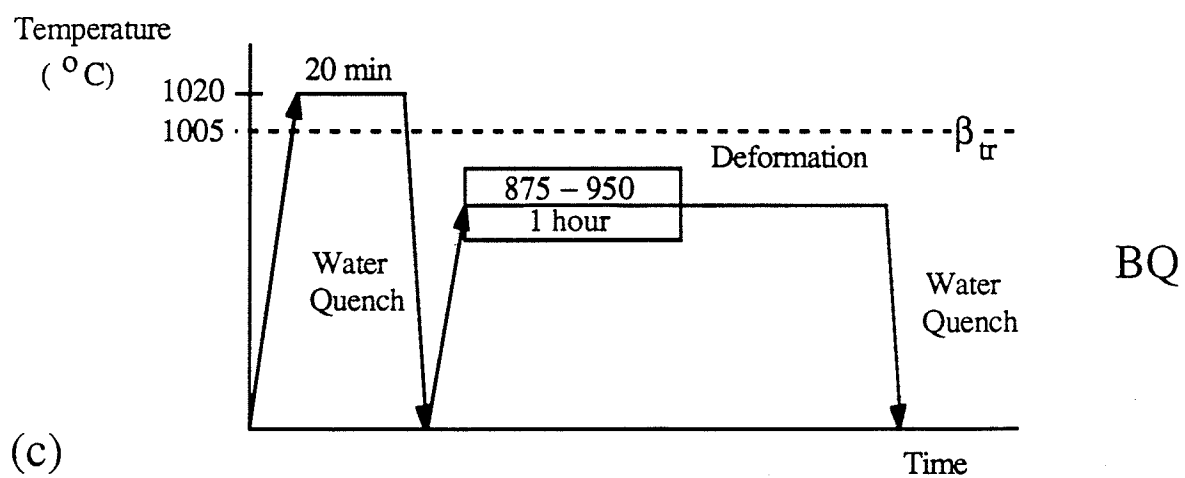 Temperature
( °C)
20 min
1020
1005
β tr
Deformation
875 – 950
1 hour
Water
Quench
BQ
Water
Quench
(c)
Time